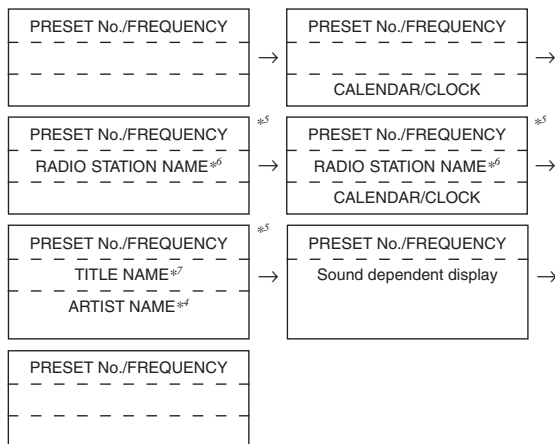 PRESET No./FREQUENCY
→
PRESET No./FREQUENCY
CALENDAR/CLOCK
→
PRESET No./FREQUENCY
*5
RADIO STATION NAME*6
→
PRESET No./FREQUENCY
*5
RADIO STATION NAME*6
CALENDAR/CLOCK
→
PRESET No./FREQUENCY
*5
TITLE NAME*7
ARTIST NAME*4
→
PRESET No./FREQUENCY
Sound dependent display
→
PRESET No./FREQUENCY